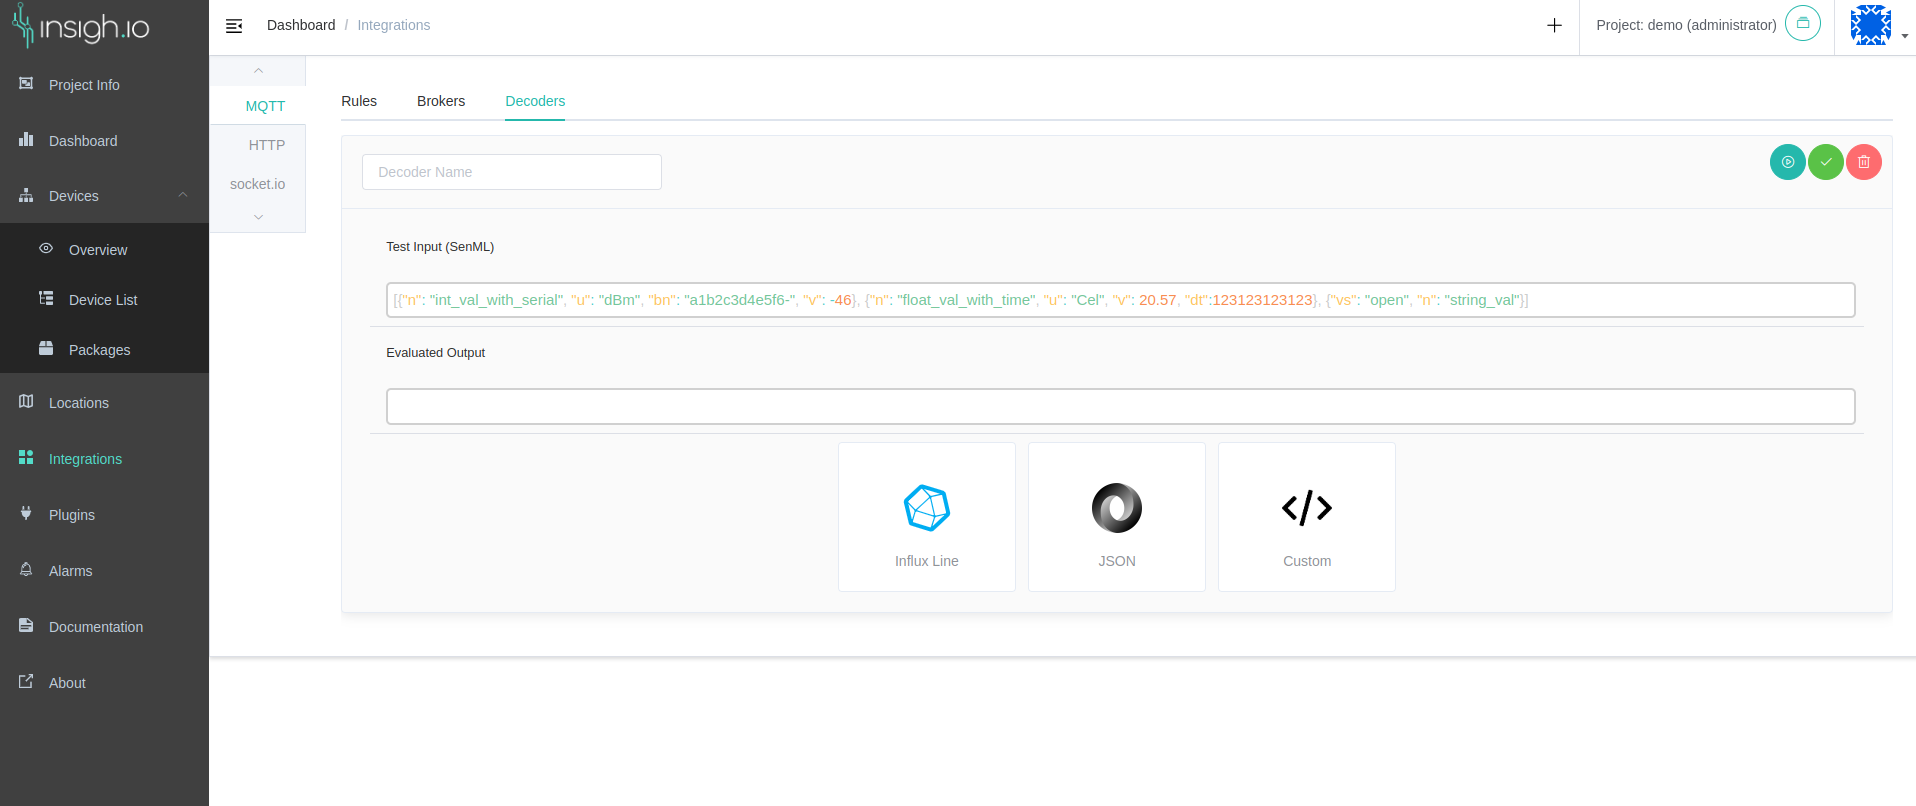 insigh.io
Dashboard / Integrations
Project: demo (administrator)
Project Info
Dashboard
Devices
Overview
Device List
Packages
Locations
Integrations
Plugins
Alarms
Documentation
About
MQTT
HTTP
socket.io
Rules
Brokers
Decoders
Decoder Name
Test Input (SenML)
[{"n": "int_val_with_serial", "u": "dBm", "bn": "a1b2c3d4e5f6-", "v": -46}, {"n": "float_val_with_time", "u": "Cel", "v": 20.57, "dt":123123123123}, {"vs": "open", "n": "string_val"}]
Evaluated Output
Influx Line
JSON
Custom